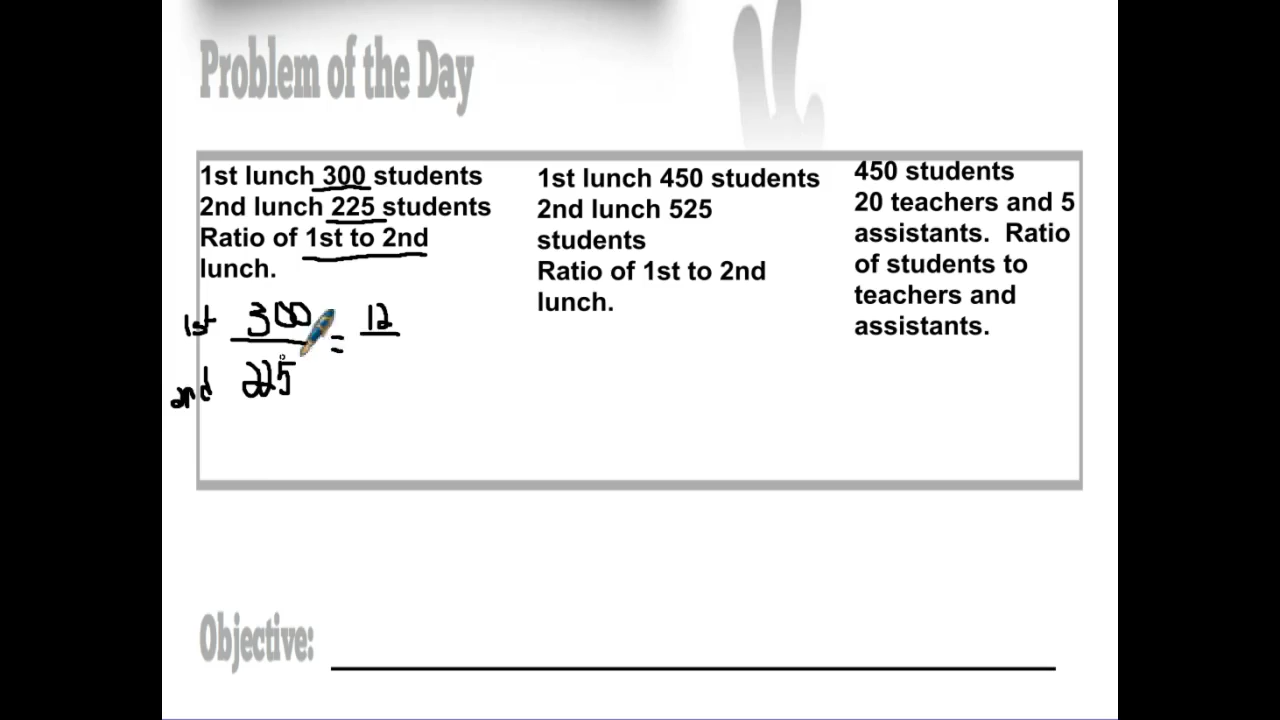 Problem of the Day
1st lunch 300 students
2nd lunch 225 students
Ratio of 1st to 2nd
lunch.
1st 300 = 12
2nd 225
1st lunch 450 students
2nd lunch 525
students
Ratio of 1st to 2nd
lunch.
450 students
20 teachers and 5
assistants. Ratio
of students to
teachers and
assistants.
Objective: